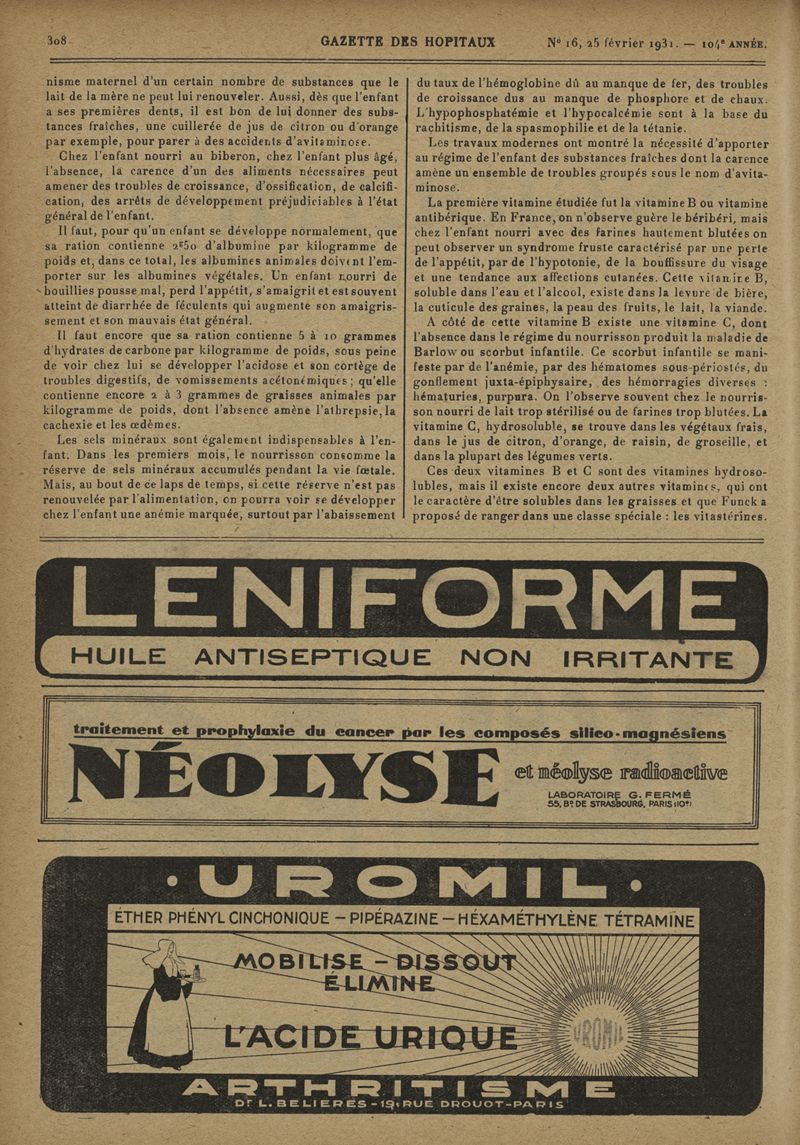 308
GAZETTE DES HOPITAUX
Nº 16, 25 février 1931. — 104e ANNÉE.
nisme maternel d'un certain nombre de substances que le
lait de la mère ne peut lui renouveler. Aussi, dès que l'enfant
a ses premières dents, il est bon de lui donner des subs-
tances fraîches, une cuillerée de jus de citron ou d'orange
par exemple, pour parer à des accidents d'avitaminose.
Chez l'enfant nourri au biberon, chez l'enfant plus âgé,
l'absence, la carence d'un des aliments nécessaires peut
amener des troubles de croissance, d'ossification, de calcifi-
cation, des arrêts de développement préjudiciables à l'état
général de l'enfant.
Il faut, pour qu'un enfant se développe normalement, que
sa ration contienne 2g50 d'albumine par kilogramme de
poids et, dans ce total, les albumines animales doivent l'em-
porter sur les albumines végétales. Un enfant nourri de
bouillies pousse mal, perd l'appétit, s'amaigrit et est souvent
atteint de diarrhée de féculents qui augmente son amaigris-
sement et son mauvais état général.
Il faut encore que sa ration contienne 5 à 10 grammes
d'hydrates de carbone par kilogramme de poids, sous peine
de voir chez lui se développer l'acidose et son cortège de
troubles digestifs, de vomissements acétonémiques ; qu'elle
contienne encore 2 à 3 grammes de graisses animales par
kilogramme de poids, dont l'absence amène l'athrepsie, la
cachexie et les œdèmes.
Les sels minéraux sont également indispensables à l'en-
fant. Dans les premiers mois, le nourrisson consomme la
réserve de sels minéraux accumulés pendant la vie fœtale.
Mais, au bout de ce laps de temps, si cette réserve n'est pas
renouvelée par l'alimentation, on pourra voir se développer
chez l'enfant une anémie marquée, surtout par l'abaissement
du taux de l'hémoglobine dû au manque de fer, des troubles
de croissance dus au manque de phosphore et de chaux.
L'hypophosphatémie et l'hypocalcémie sont à la base du
rachitisme, de la spasmophilie et de la tétanie.
Les travaux modernes ont montré la nécessité d'apporter
au régime de l'enfant des substances fraîches dont la carence
amène un ensemble de troubles groupés sous le nom d'avita-
minose.
La première vitamine étudiée fut la vitamine B ou vitamine
antibérique. En France, on n'observe guère le béribéri, mais
chez l'enfant nourri avec des farines hautement blutées on
peut observer un syndrome fruste caractérisé par une perte
de l'appétit, par de l'hypotonie, de la bouffissure du visage
et une tendance aux affections cutanées. Cette vitamine B,
soluble dans l'eau et l'alcool, existe dans la levure de bière,
la cuticule des graines, la peau des fruits, le lait, la viande.
A côté de cette vitamine B existe une vitamine C, dont
l'absence dans le régime du nourrisson produit la maladie de
Barlow ou scorbut infantile. Ce scorbut infantile se mani-
feste par de l'anémie, par des hématomes sous-périostés, du
gonflement juxta-épiphysaire, des hémorragies diverses :
hématuries, purpura. On l'observe souvent chez le nourris-
son nourri de lait trop stérilisé ou de farines trop blutées. La
vitamine C, hydrosoluble, se trouve dans les végétaux frais,
dans le jus de citron, d'orange, de raisin, de groseille, et
dans la plupart des légumes verts.
Ces deux vitamines B et C sont des vitamines hydroso-
lubles, mais il existe encore deux autres vitamines, qui ont
le caractère d'être solubles dans les graisses et que Funck a
proposé de ranger dans une classe spéciale : les vitastérines.
LENIFORME
HUILE ANTISEPTIQUE NON IRRITANTE
traitement et prophylaxie du cancer par les composés silico-magnésiens
NÉOLYSE
et néolyse radioactive
LABORATOIRE G. FERMÉ
55, Bd DE STRASBOURG, PARIS (10e)
• UROMIL •
ÉTHER PHÉNYL CINCHONIQUE – PIPÉRAZINE – HÉXAMÉTHYLÈNE TÉTRAMINE
MOBILISE – DISSOUT
ÉLIMINE
L'ACIDE URIQUE
UROMIL
ARTHRITISME
Dr L. BELIERES - 19, RUE DROUOT-PARIS